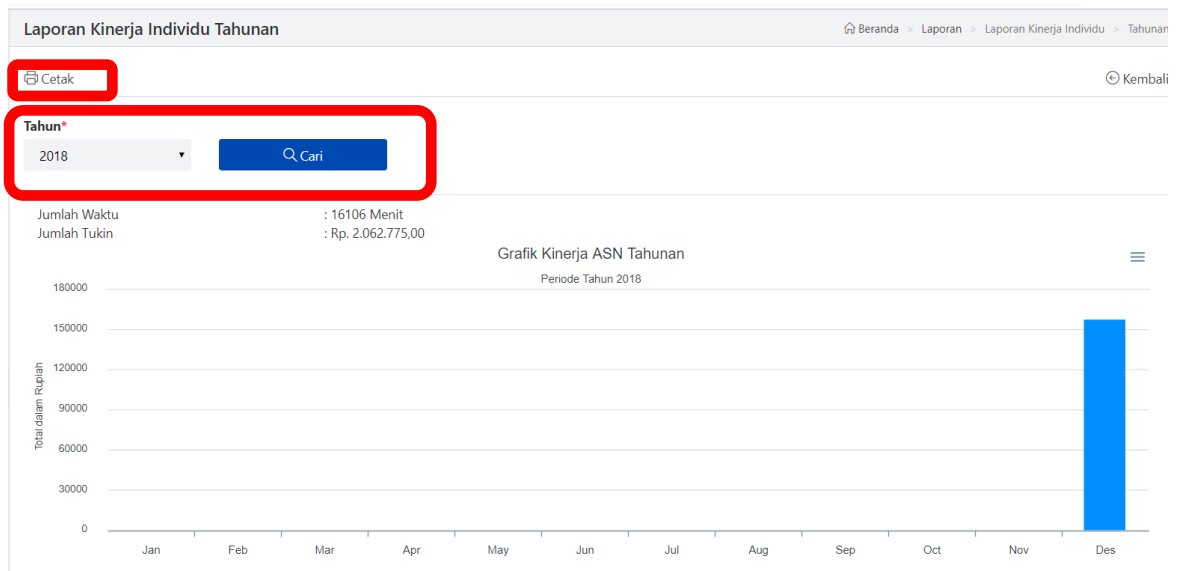 Laporan Kinerja Individu Tahunan
Beranda > Laporan > Laporan Kinerja Individu > Tahunan
Cetak
Kembali
Tahun*
2018
Cari
Jumlah Waktu : 16106 Menit
Jumlah Tukin : Rp. 2.062.775,00
Grafik Kinerja ASN Tahunan
Periode Tahun 2018
180000
150000
120000
90000
60000
30000
0
Total dalam Rupiah
Jan Feb Mar Apr May Jun Jul Aug Sep Oct Nov Des